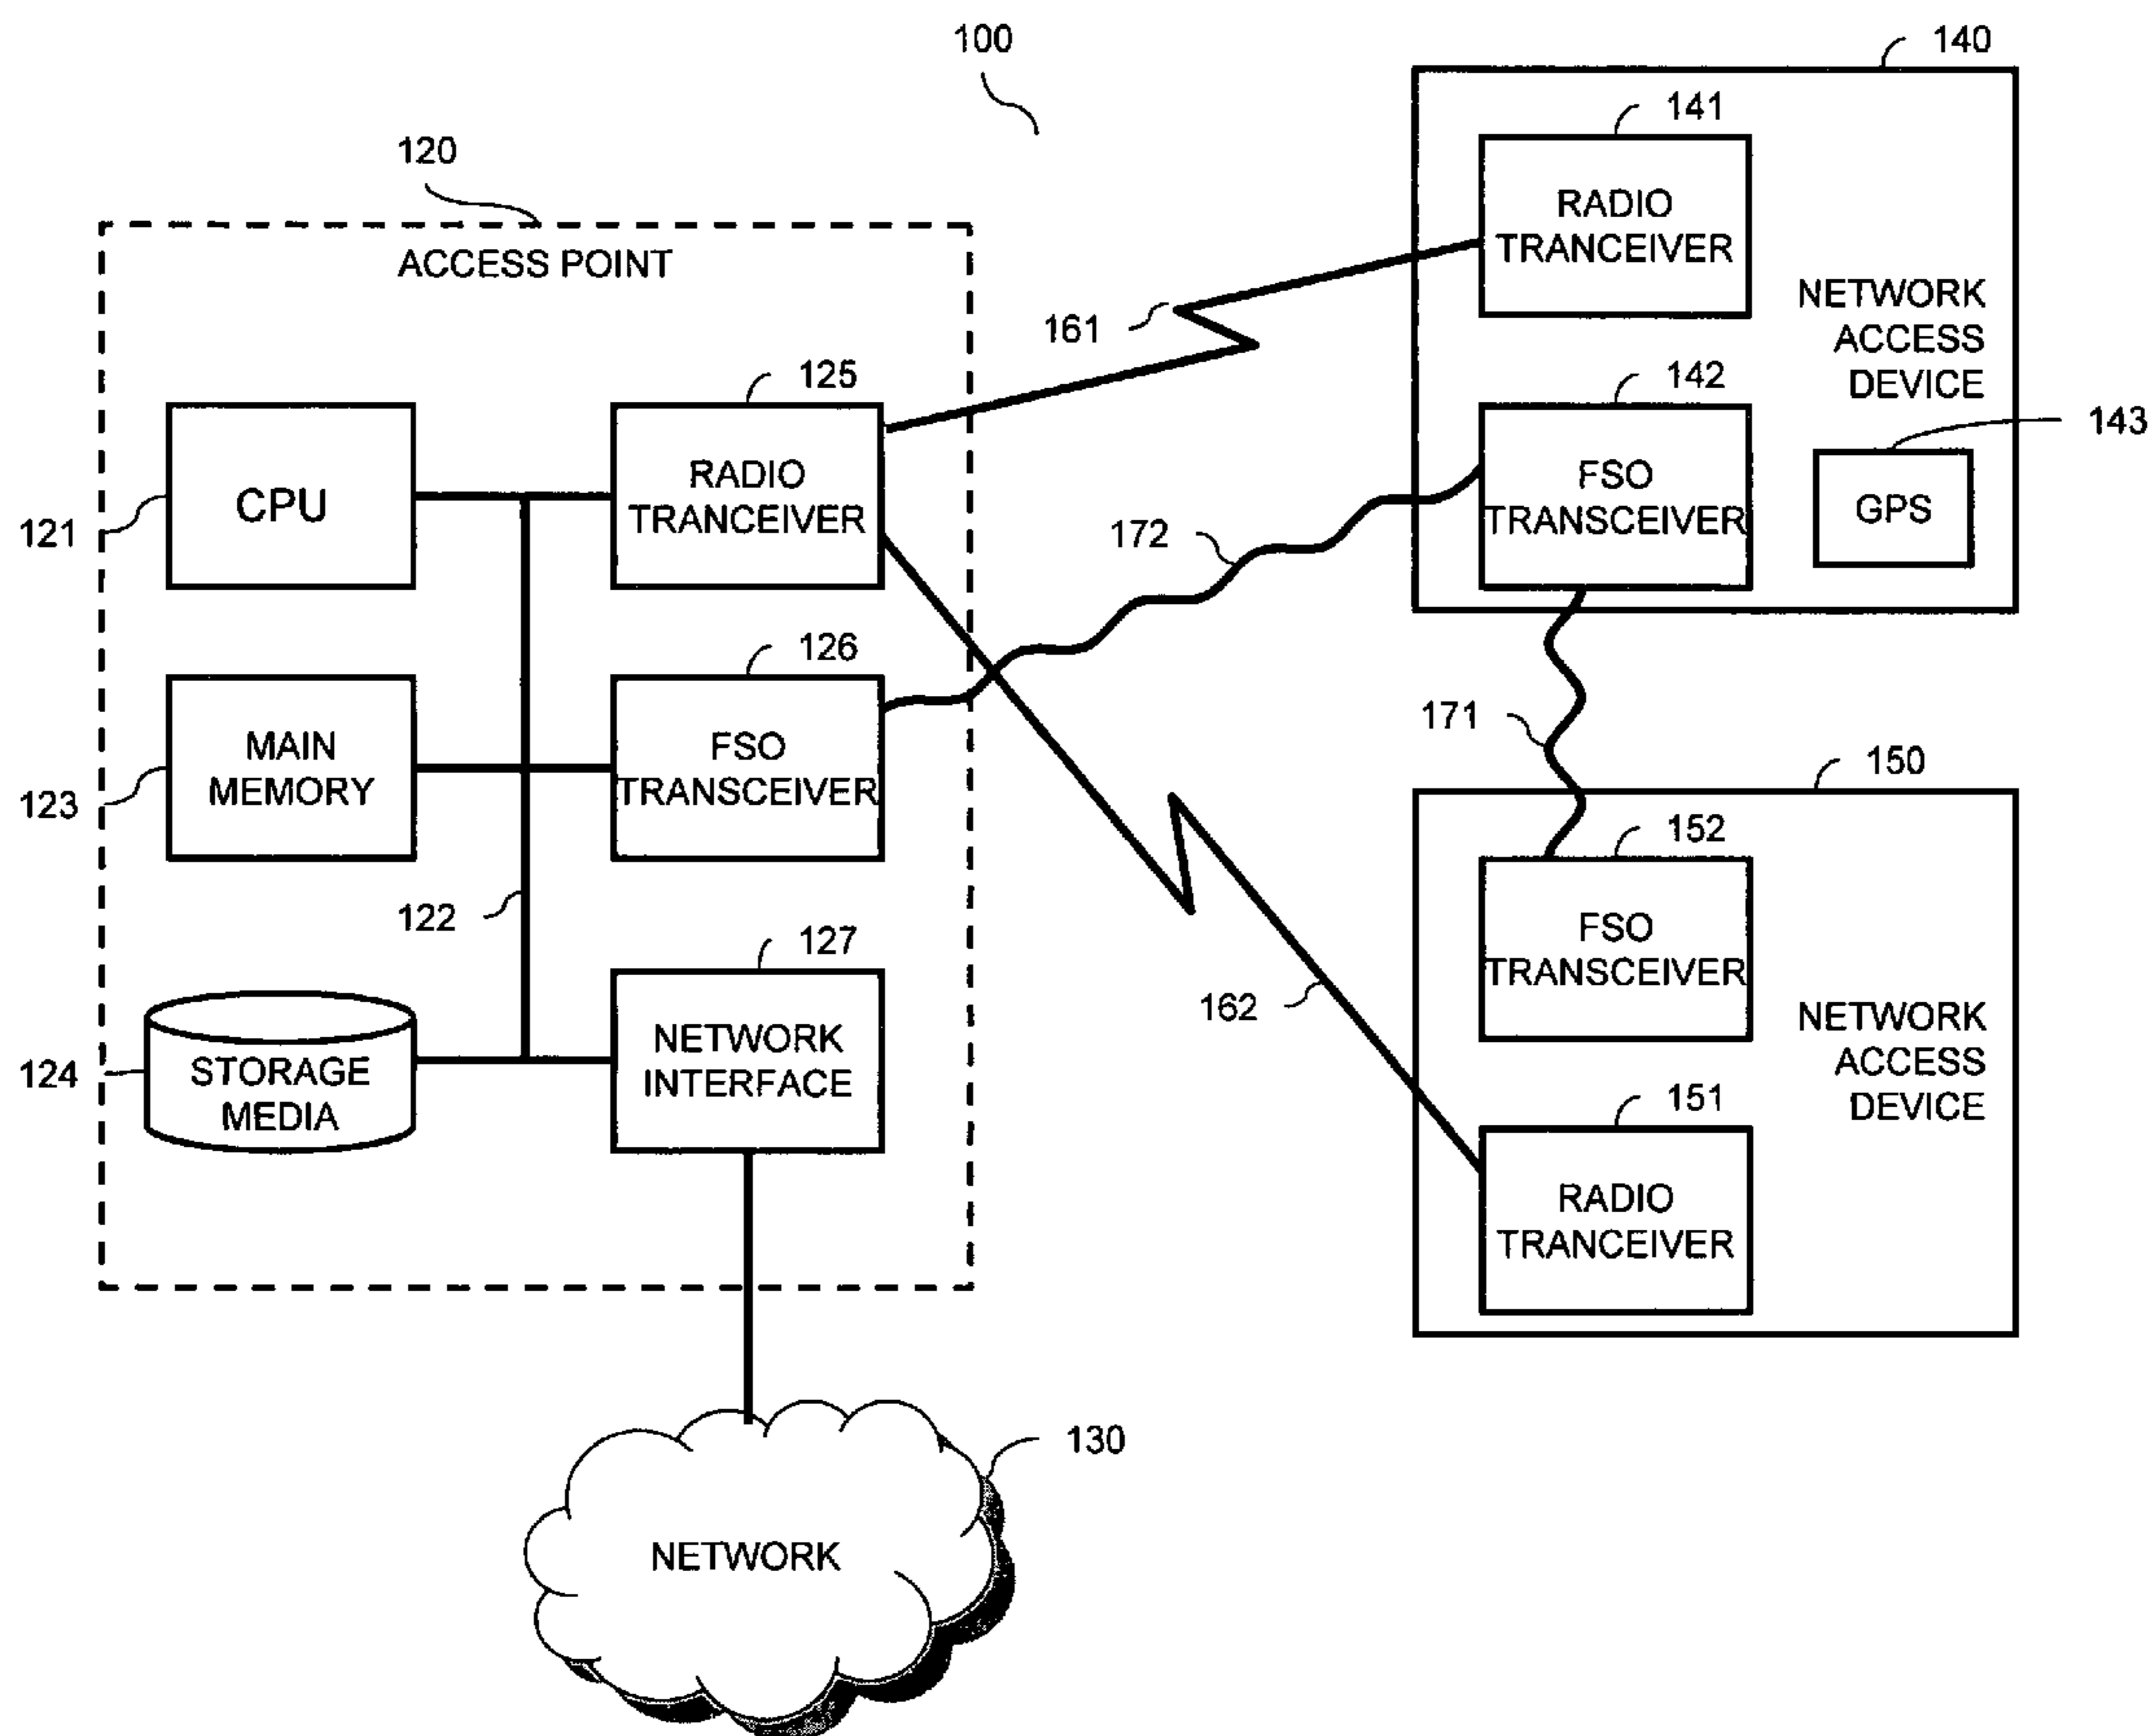 100
140
141
120
RADIO
TRANCEIVER
ACCESS POINT
NETWORK
ACCESS
DEVICE
161
125
142
143
CPU
RADIO
TRANCEIVER
FSO
TRANSCEIVER
GPS
121
172
126
171
MAIN
MEMORY
FSO
TRANSCEIVER
150
123
152
122
127
FSO
TRANSCEIVER
162
NETWORK
ACCESS
DEVICE
124
STORAGE
MEDIA
NETWORK
INTERFACE
151
RADIO
TRANCEIVER
130
NETWORK